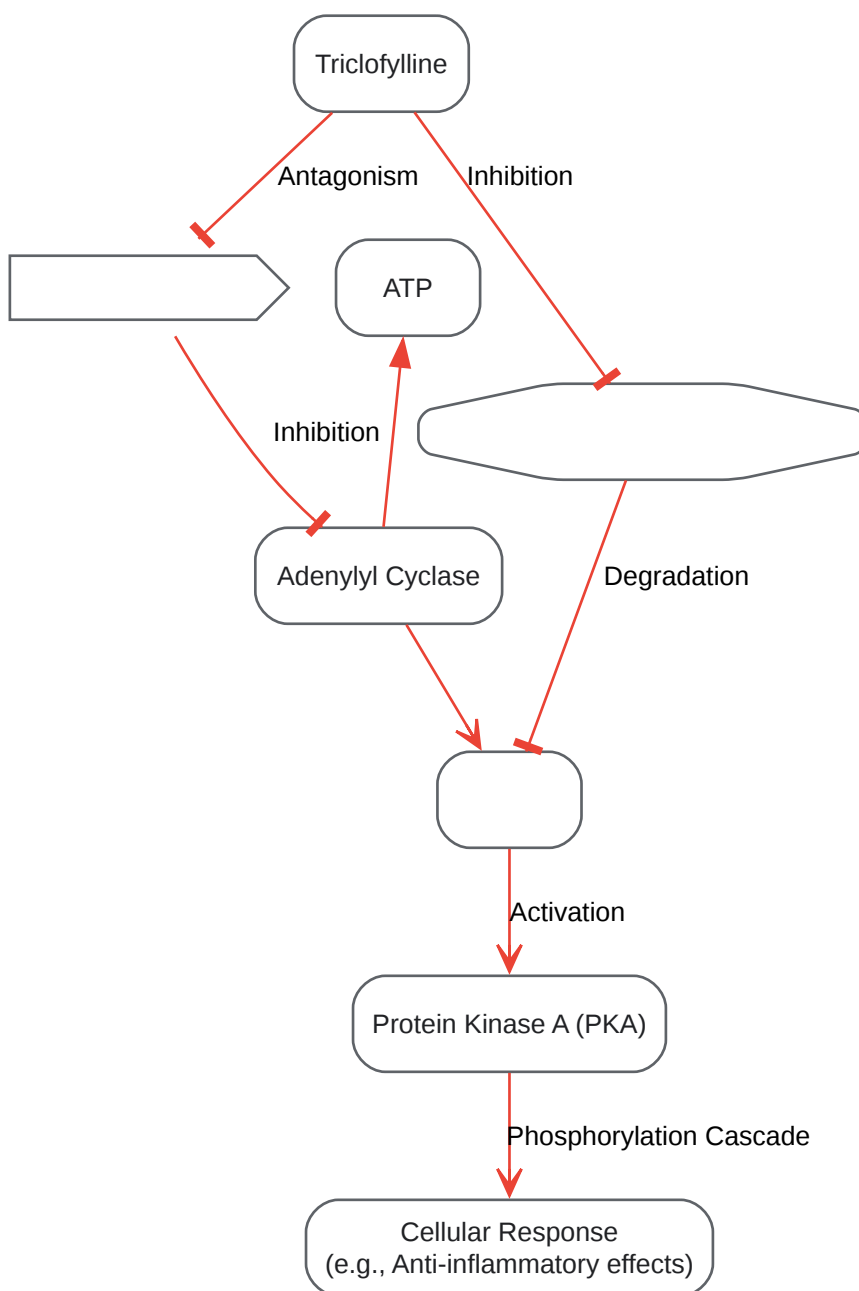 Triclofylline
Antagonism
Inhibition
ATP
Inhibition
Adenylyl Cyclase
Degradation
Activation
Protein Kinase A (PKA)
Phosphorylation Cascade
Cellular Response
(e.g., Anti-inflammatory effects)